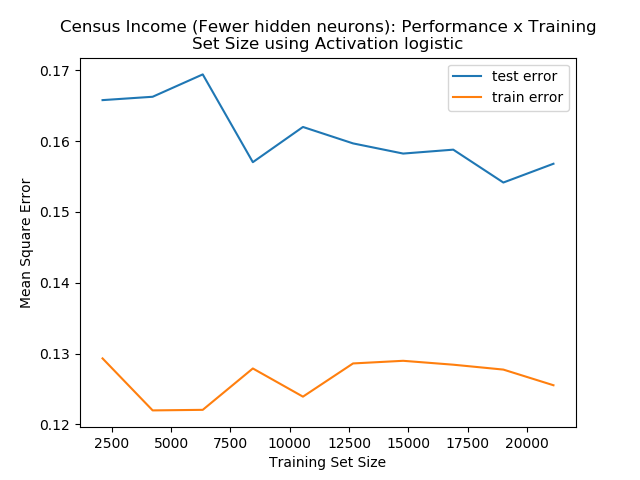 Census Income (Fewer hidden neurons): Performance x Training
Set Size using Activation logistic
test error
train error
Mean Square Error
0.17
0.16
0.15
0.14
0.13
0.12
2500 5000 7500 10000 12500 15000 17500 20000
Training Set Size